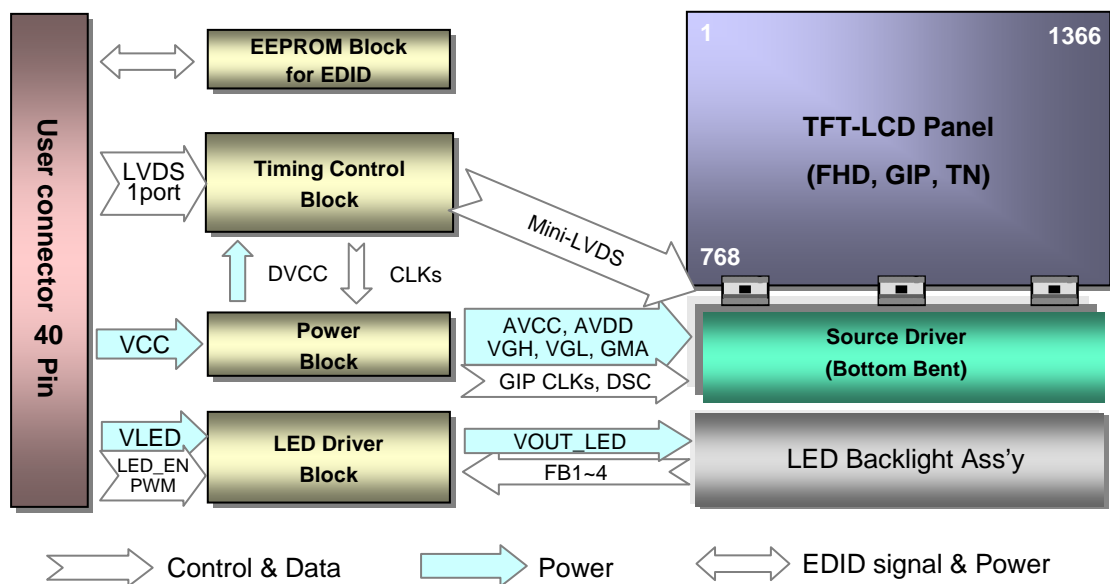 EEPROM Block
for EDID
1
1366
TFT-LCD Panel
(FHD, GIP, TN)
768
User connector 40 Pin
LVDS
1port
Timing Control
Block
Mini-LVDS
DVCC
CLKs
VCC
Power
Block
AVCC, AVDD
VGH, VGL, GMA
GIP CLKs, DSC
Source Driver
(Bottom Bent)
VLED
LED_EN
PWM
LED Driver
Block
VOUT_LED
FB1~4
LED Backlight Ass’y
Control & Data
Power
EDID signal & Power